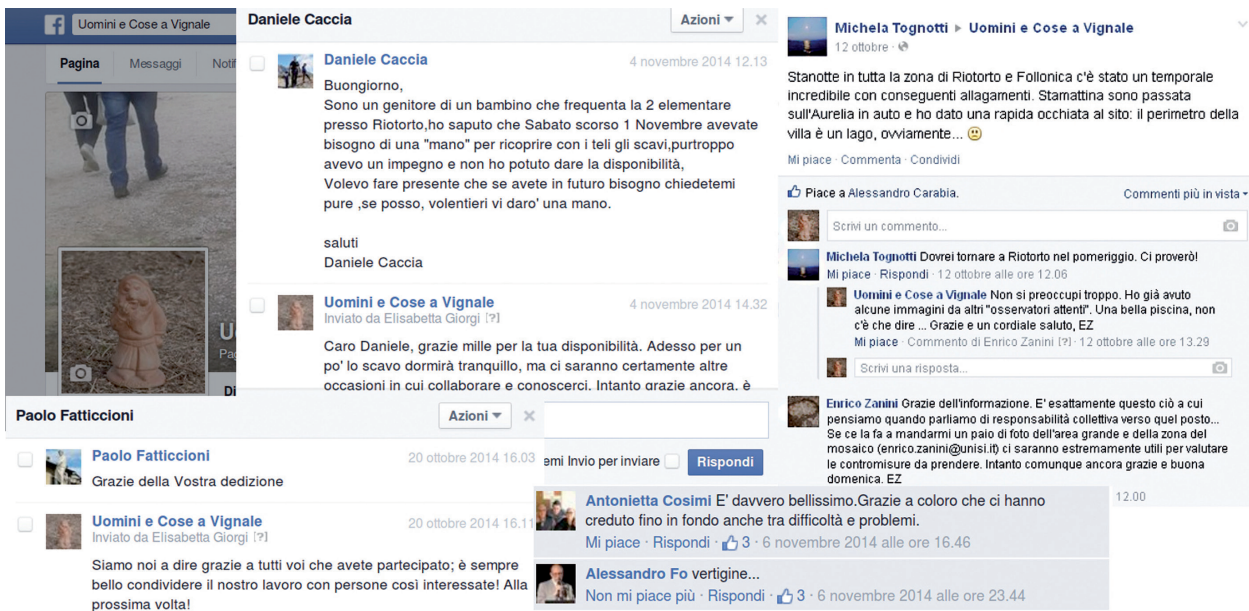 Uomini e Cose a Vignale
Pagina Messaggi
Daniele Caccia
Azioni
Daniele Caccia 4 novembre 2014 12.13
Buongiorno,
Sono un genitore di un bambino che frequenta la 2 elementare
presso Riotorto,ho saputo che Sabato scorso 1 Novembre avevate
bisogno di una "mano" per ricoprire con i teli gli scavi,purtroppo
avevo un impegno e non ho potuto dare la disponibilità,
Volevo fare presente che se avete in futuro bisogno chiedetemi
pure ,se posso, volentieri vi daro' una mano.
saluti
Daniele Caccia
Uomini e Cose a Vignale 4 novembre 2014 14.32
Inviato da Elisabetta Giorgi [?]
Caro Daniele, grazie mille per la tua disponibilità. Adesso per un
po' lo scavo dormirà tranquillo, ma ci saranno certamente altre
occasioni in cui collaborare e conoscerci. Intanto grazie ancora, è
emi Invio per inviare Rispondi
Paolo Fatticcioni
Azioni
Paolo Fatticcioni 20 ottobre 2014 16.03
Grazie della Vostra dedizione
Uomini e Cose a Vignale 20 ottobre 2014 16.11
Inviato da Elisabetta Giorgi [?]
Siamo noi a dire grazie a tutti voi che avete partecipato; è sempre
bello condividere il nostro lavoro con persone così interessate! Alla
prossima volta!
Michela Tognotti ▸ Uomini e Cose a Vignale
12 ottobre ·
Stanotte in tutta la zona di Riotorto e Follonica c'è stato un temporale
incredibile con conseguenti allagamenti. Stamattina sono passata
sull'Aurelia in auto e ho dato una rapida occhiata al sito: il perimetro della
villa è un lago, ovviamente...
Mi piace · Commenta · Condividi
Piace a Alessandro Carabia. Commenti più in vista
Scrivi un commento...
Michela Tognotti Dovrei tornare a Riotorto nel pomeriggio. Ci proverò!
Mi piace · Rispondi · 12 ottobre alle ore 12.06
Uomini e Cose a Vignale Non si preoccupi troppo. Ho già avuto
alcune immagini da altri "osservatori attenti". Una bella piscina, non
c'è che dire ... Grazie e un cordiale saluto, EZ
Mi piace · Commento di Enrico Zanini [?] · 12 ottobre alle ore 13.29
Scrivi una risposta...
Enrico Zanini Grazie dell'informazione. E' esattamente questo ciò a cui
pensiamo quando parliamo di responsabilità collettiva verso quel posto...
Se ce la fa a mandarmi un paio di foto dell'area grande e della zona del
mosaico (enrico.zanini@unisi.it) ci saranno estremamente utili per valutare
le contromisure da prendere. Intanto comunque ancora grazie e buona
domenica. EZ
12.00
Antonietta Cosimi E' davvero bellissimo.Grazie a coloro che ci hanno
creduto fino in fondo anche tra difficoltà e problemi.
Mi piace · Rispondi · 3 · 6 novembre 2014 alle ore 16.46
Alessandro Fo vertigine...
Non mi piace più · Rispondi · 3 · 6 novembre 2014 alle ore 23.44